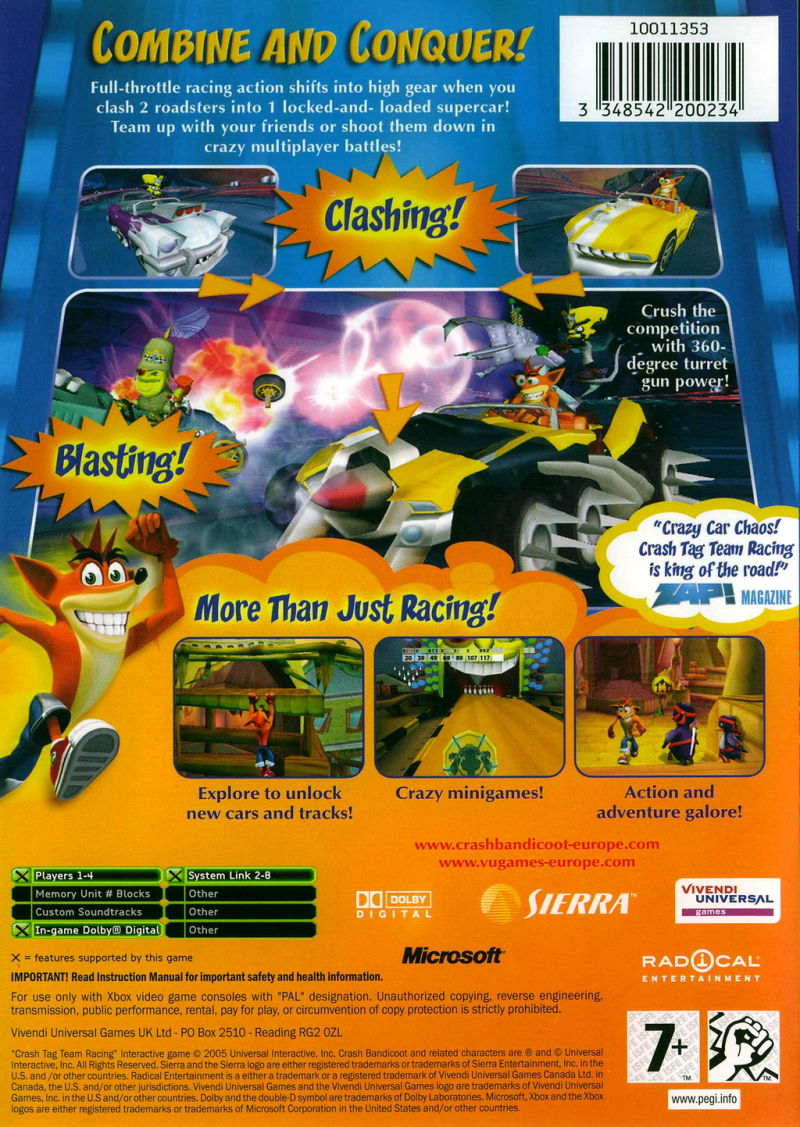 COMBINE AND CONQUER!
Full-throttle racing action shifts into high gear when you
clash 2 roadsters into 1 locked-and- loaded supercar!
Team up with your friends or shoot them down in
crazy multiplayer battles!
10011353
3 348542 200234
Clashing!
Crush the
competition
with 360-
degree turret
gun power!
Blasting!
"Crazy Car Chaos!
Crash Tag Team Racing
is king of the road!"
ZAP! MAGAZINE
MORE THAN JUST RACING!
20 39 49 69 89 107 117
Explore to unlock
new cars and tracks!
Crazy minigames!
Action and
adventure galore!
www.crashbandicoot-europe.com
www.vugames-europe.com
Players 1-4
System Link 2-8
Memory Unit # Blocks
Other
Custom Soundtracks
Other
In-game Dolby® Digital
Other
DOLBY
DIGITAL
SIERRA™
VIVENDI
UNIVERSAL
games
X = features supported by this game
Microsoft®
RADICAL™
ENTERTAINMENT
IMPORTANT! Read Instruction Manual for important safety and health information.
For use only with Xbox video game consoles with "PAL" designation. Unauthorized copying, reverse engineering,
transmission, public performance, rental, pay for play, or circumvention of copy protection is strictly prohibited.
Vivendi Universal Games UK Ltd - PO Box 2510 - Reading RG2 0ZL
"Crash Tag Team Racing" Interactive game © 2005 Universal Interactive, Inc. Crash Bandicoot and related characters are ® and © Universal
Interactive, Inc. All Rights Reserved. Sierra and the Sierra logo are either registered trademarks or trademarks of Sierra Entertainment, Inc. in the
U.S. and /or other countries. Radical Entertainment is a either a trademark or a registered trademark of Vivendi Universal Games Canada Ltd. in
Canada, the U.S. and/or other jurisdictions. Vivendi Universal Games and the Vivendi Universal Games logo are trademarks of Vivendi Universal
Games, Inc. in the U.S and/or other countries. Dolby and the double-D symbol are trademarks of Dolby Laboratories. Microsoft, Xbox and the Xbox
logos are either registered trademarks or trademarks of Microsoft Corporation in the United States and/or other countries.
7+
™
™
www.pegi.info